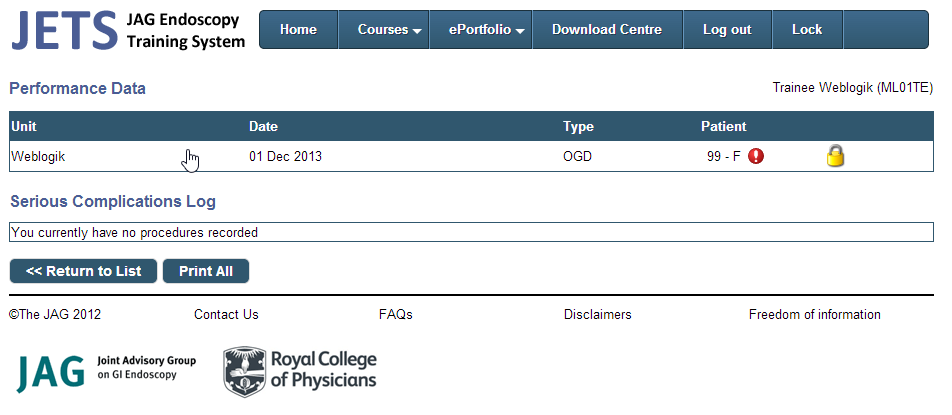 JETS JAG Endoscopy Training System
Home Courses ePortfolio Download Centre Log out Lock
Performance Data
Trainee Weblogik (ML01TE)
Unit Date Type Patient
Weblogik 01 Dec 2013 OGD 99 - F
Serious Complications Log
You currently have no procedures recorded
<< Return to List Print All
©The JAG 2012 Contact Us FAQs Disclaimers Freedom of information
JAG Joint Advisory Group
on GI Endoscopy
Royal College
of Physicians